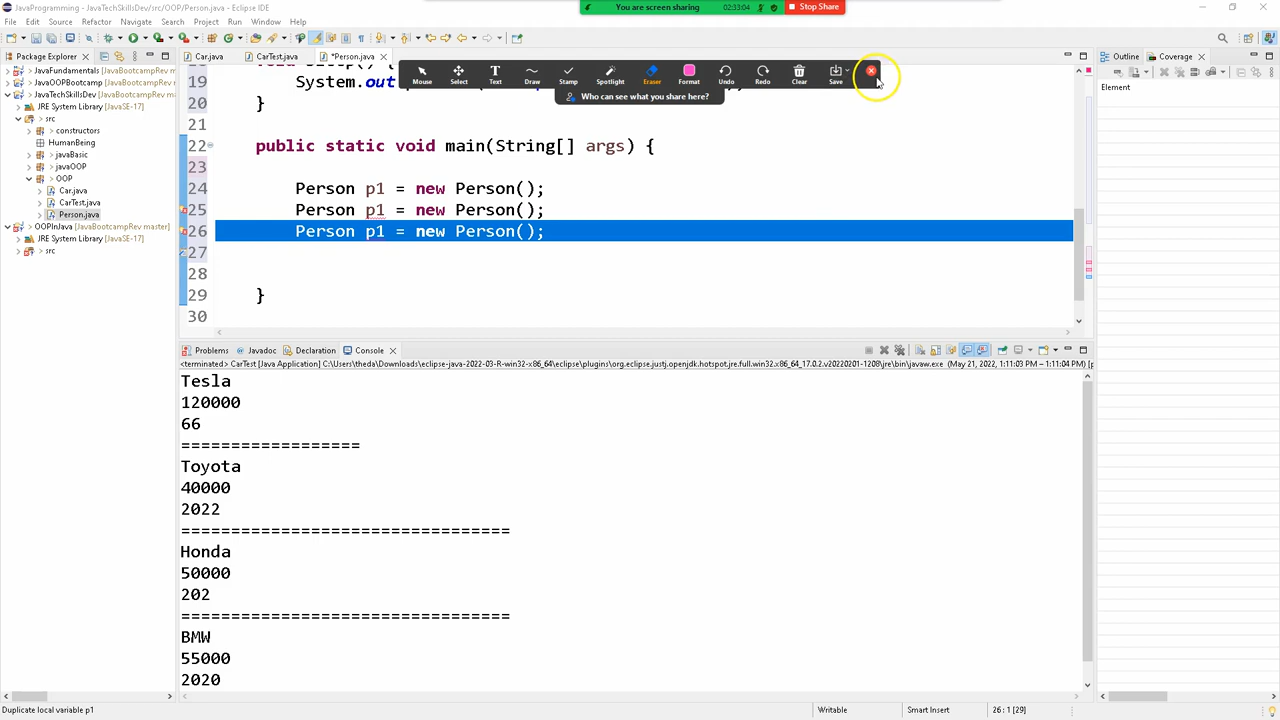 JavaProgramming - JavaTechSkillsDev/src/OOP/Person.java - Eclipse IDE
You are screen sharing
02:33:04
Stop Share
File Edit Source Refactor Navigate Search Project Run Window Help
Package Explorer
Car.java
CarTest.java
*Person.java
Outline
Coverage
JavaFundamentals
JavaOOPBootcamp
JavaTechSkillsDev
JRE System Library [JavaSE-17]
src
constructors
HumanBeing
javaBasic
javaOOP
OOP
Car.java
CarTest.java
Person.java
OOPInJava
JRE System Library [JavaSE-17]
src
Element
Mouse Select Text Draw Stamp Spotlight Eraser Format Undo Redo Clear Save
Who can see what you share here?
19 System.out
20 }
21
22 public static void main(String[] args) {
23
24 Person p1 = new Person();
25 Person p1 = new Person();
26 Person p1 = new Person();
27
28
29 }
30
Problems Javadoc Declaration Console
Tesla
120000
66
==================
Toyota
40000
2022
=================================
Honda
50000
202
=================================
BMW
55000
2020
Duplicate local variable p1
Writable
Smart Insert
26 : 1 [29]